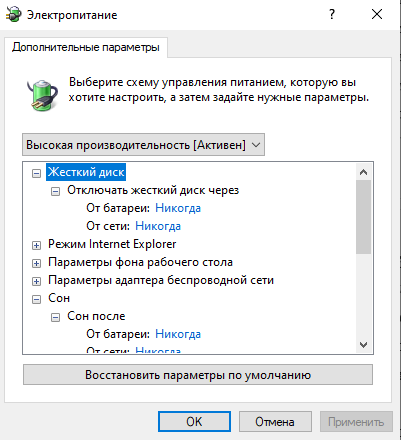 Электропитание
Дополнительные параметры
Выберите схему управления питанием, которую вы
хотите настроить, а затем задайте нужные параметры.
Высокая производительность [Активен]
Жесткий диск
Отключать жесткий диск через
От батареи: Никогда
От сети: Никогда
Режим Internet Explorer
Параметры фона рабочего стола
Параметры адаптера беспроводной сети
Сон
Сон после
От батареи: Никогда
От сети: Никогда
Восстановить параметры по умолчанию
OK
Отмена
Применить